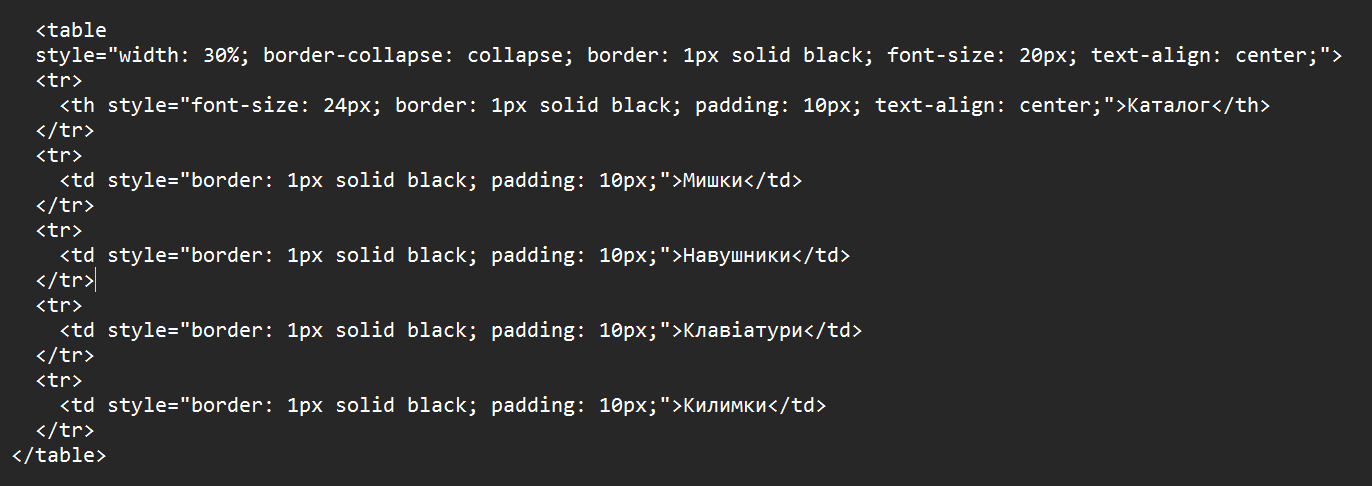 <table
style="width: 30%; border-collapse: collapse; border: 1px solid black; font-size: 20px; text-align: center;">
<tr>
<th style="font-size: 24px; border: 1px solid black; padding: 10px; text-align: center;">Каталог</th>
</tr>
<tr>
<td style="border: 1px solid black; padding: 10px;">Мишки</td>
</tr>
<tr>
<td style="border: 1px solid black; padding: 10px;">Навушники</td>
</tr>
<tr>
<td style="border: 1px solid black; padding: 10px;">Клавіатури</td>
</tr>
<tr>
<td style="border: 1px solid black; padding: 10px;">Килимки</td>
</tr>
</table>